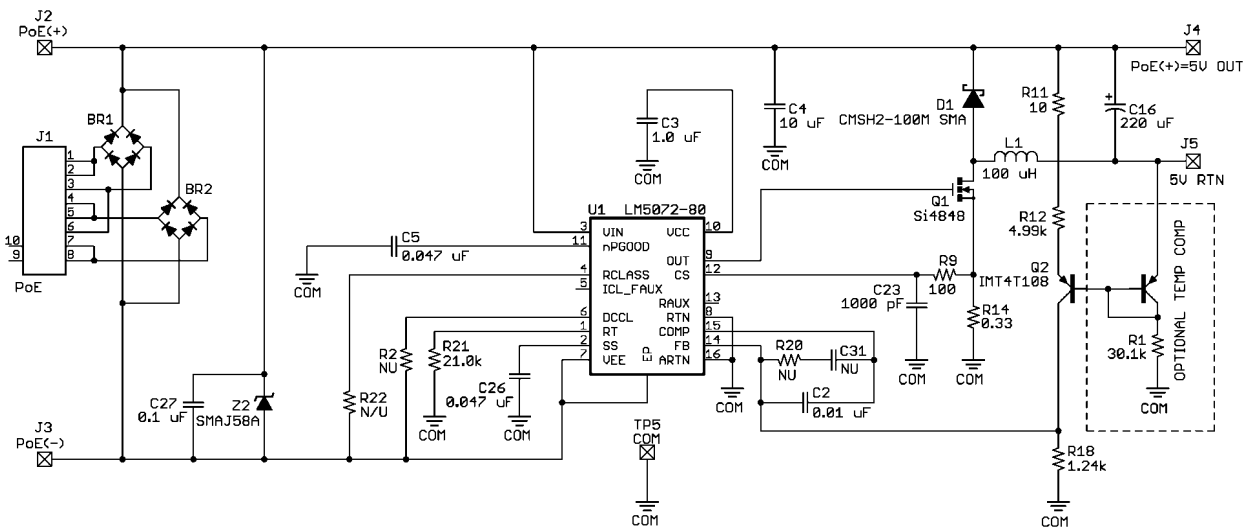 J2
PoE(+)
J4
PoE(+)=5V OUT
BR1
J1
1
2
3
4
5
6
7
8
10
9
PoE
BR2
C3
1.0 uF
COM
C4
10 uF
COM
D1
CMSH2-100M SMA
R11
10
+
C16
220 uF
L1
100 uH
J5
5V RTN
Q1
Si4848
U1
LM5072-80
3
VIN
11
nPGOOD
4
RCLASS
5
ICL_FAUX
6
DCCL
1
RT
2
SS
7
VEE
EP
VCC
10
OUT
9
CS
12
RAUX
13
RTN
8
COMP
15
FB
14
ARTN
16
C5
0.047 uF
COM
R12
4.99k
Q2
IMT4T108
R9
100
C23
1000 pF
COM
R14
0.33
COM
R1
30.1k
COM
OPTIONAL TEMP COMP
R2
NU
R21
21.0k
COM
C26
0.047 uF
COM
R22
N/U
R20
NU
C31
NU
C2
0.01 uF
COM
C27
0.1 uF
Z2
SMAJ58A
J3
PoE(-)
TP5
COM
COM
R18
1.24k
COM